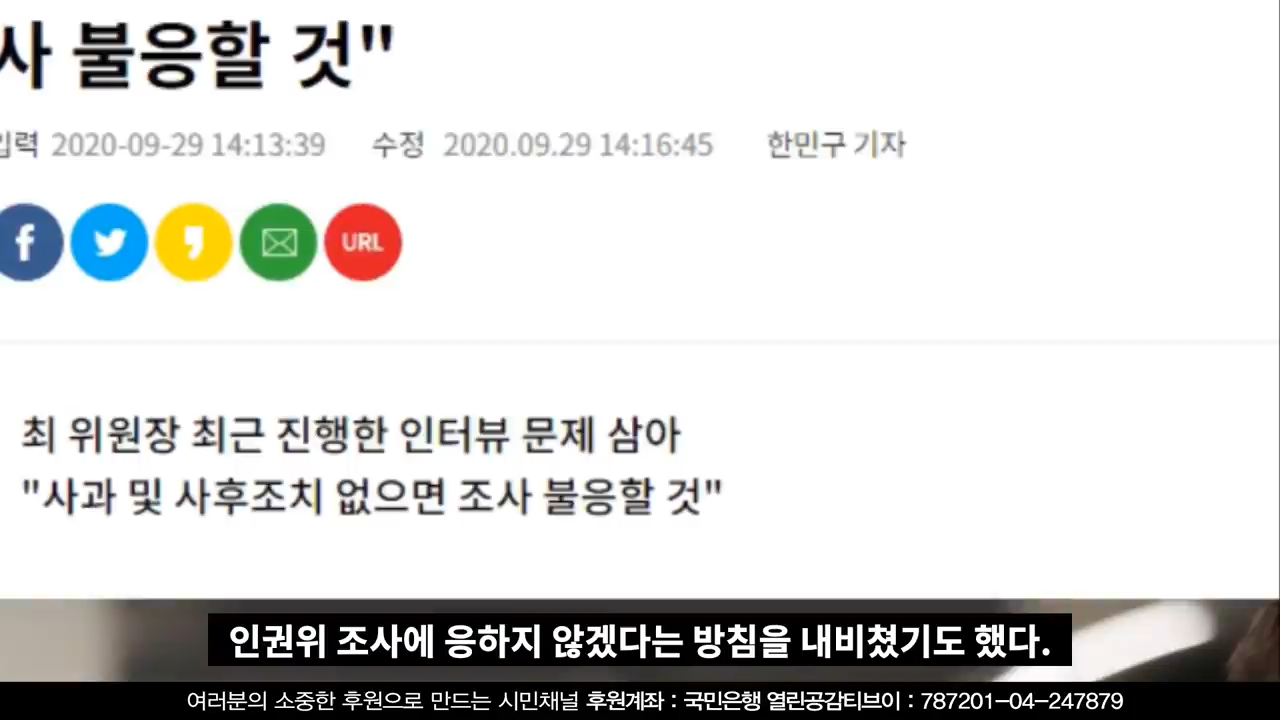 사 불응할 것"
입력 2020-09-29 14:13:39 수정 2020.09.29 14:16:45 한민구 기자
f URL
최 위원장 최근 진행한 인터뷰 문제 삼아
"사과 및 사후조치 없으면 조사 불응할 것"
인권위 조사에 응하지 않겠다는 방침을 내비쳤기도 했다.
여러분의 소중한 후원으로 만드는 시민채널 후원계좌 : 국민은행 열린공감티브이 : 787201-04-247879